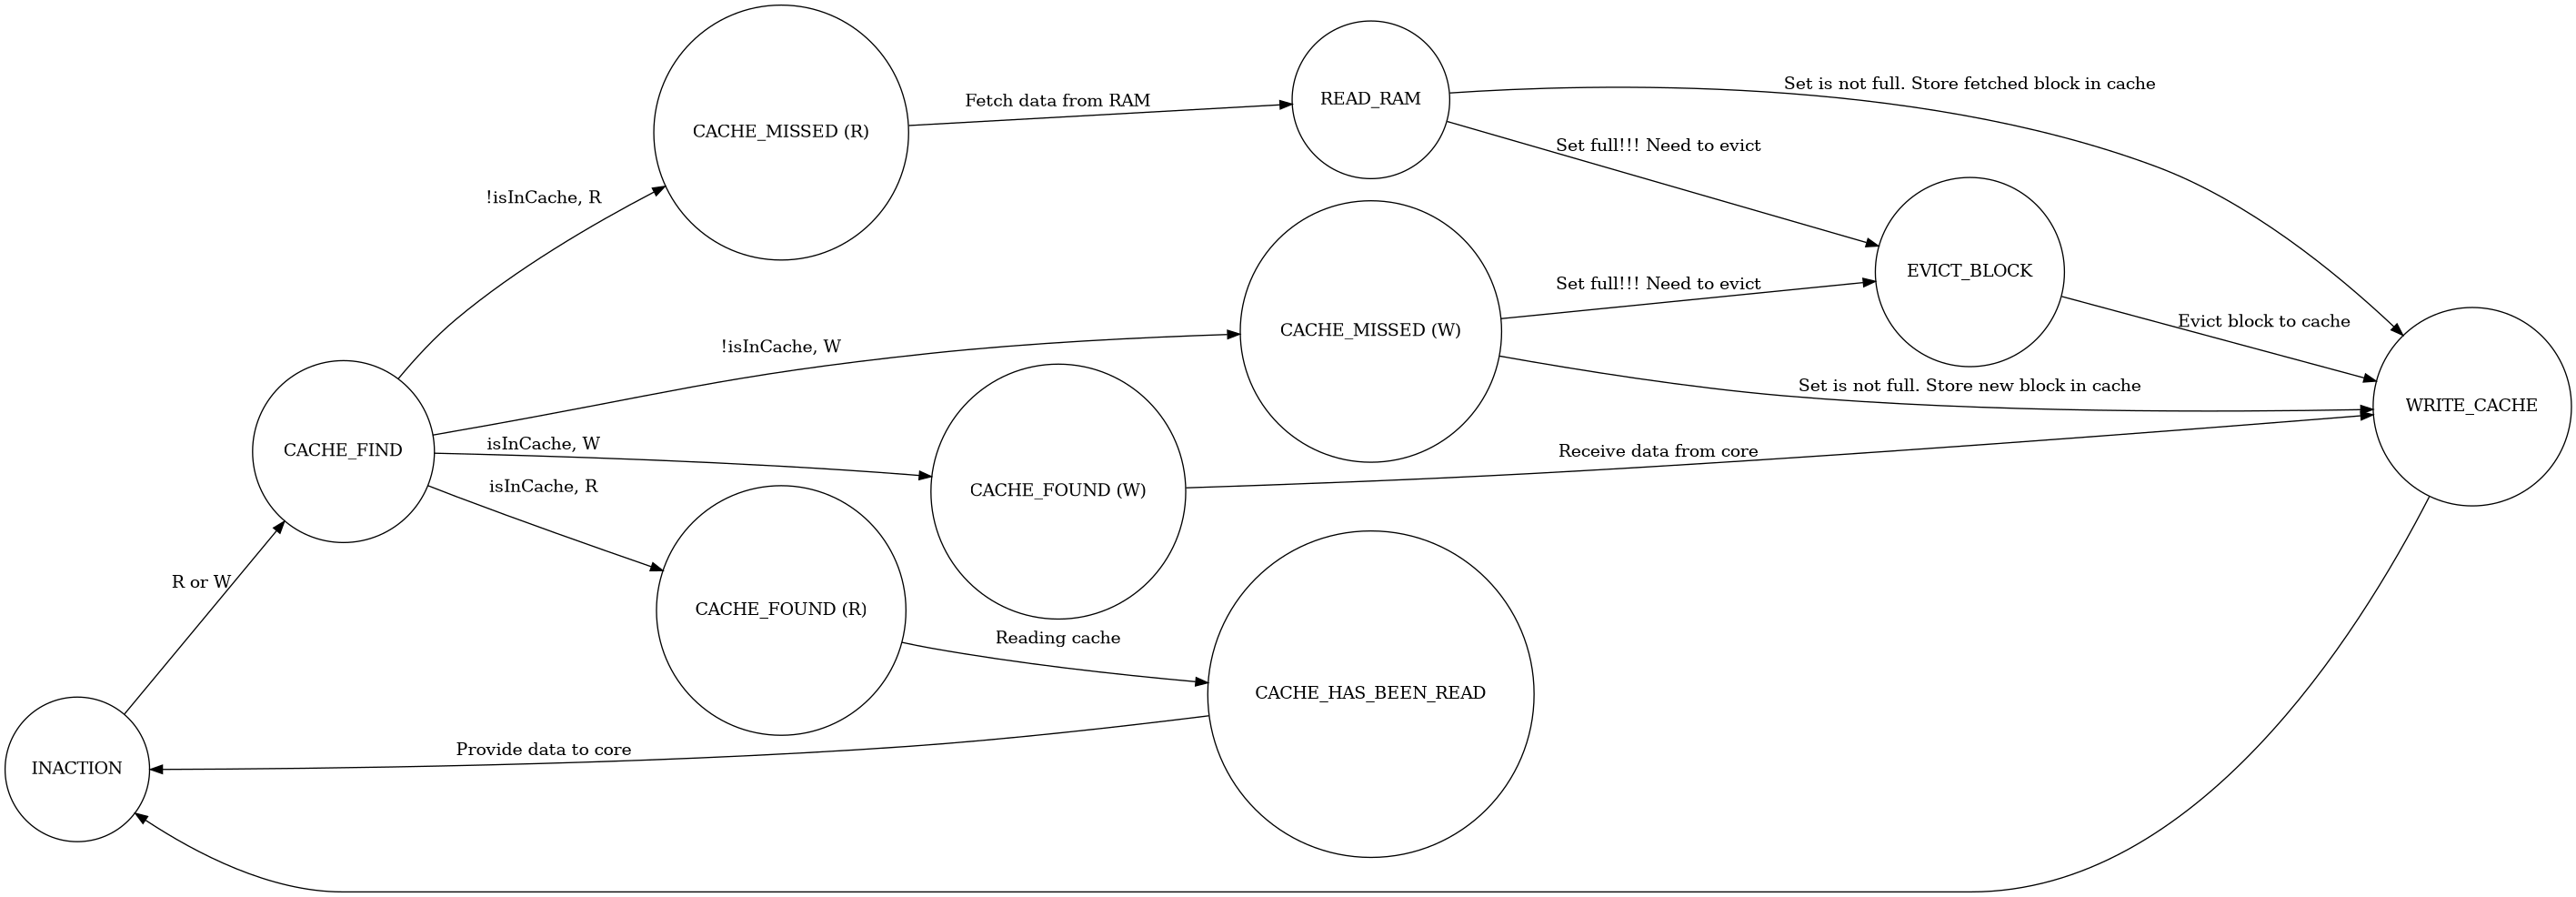 CACHE_MISSED (R)
Fetch data from RAM
READ_RAM
Set is not full. Store fetched block in cache
Set full!!! Need to evict
!isInCache, R
EVICT_BLOCK
Set full!!! Need to evict
CACHE_MISSED (W)
Evict block to cache
!isInCache, W
Set is not full. Store new block in cache
WRITE_CACHE
CACHE_FIND
isInCache, W
Receive data from core
isInCache, R
CACHE_FOUND (W)
R or W
CACHE_FOUND (R)
Reading cache
CACHE_HAS_BEEN_READ
Provide data to core
INACTION